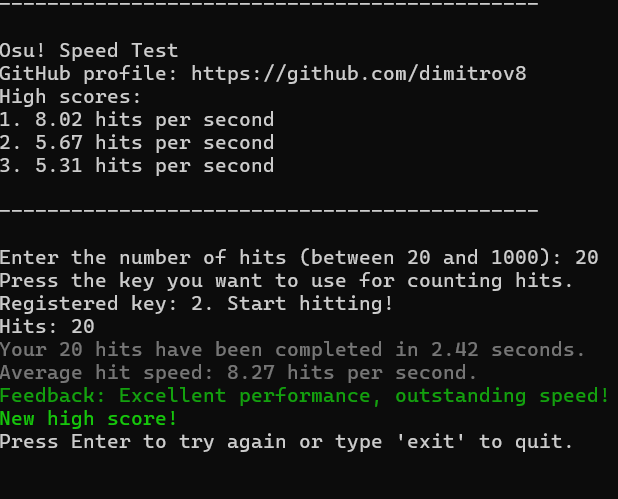 ---------------------------------------------
Osu! Speed Test
GitHub profile: https://github.com/dimitrov8
High scores:
1. 8.02 hits per second
2. 5.67 hits per second
3. 5.31 hits per second
---------------------------------------------
Enter the number of hits (between 20 and 1000): 20
Press the key you want to use for counting hits.
Registered key: 2. Start hitting!
Hits: 20
Your 20 hits have been completed in 2.42 seconds.
Average hit speed: 8.27 hits per second.
Feedback: Excellent performance, outstanding speed!
New high score!
Press Enter to try again or type 'exit' to quit.